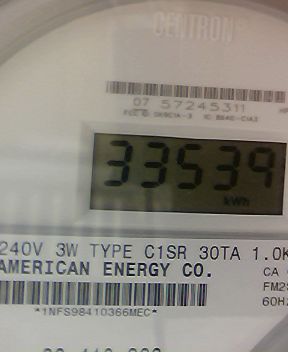 CENTRON®
07 57245311
33539
kWh
240V 3W TYPE C1SR 30TA 1.0K
AMERICAN ENERGY CO.
CA
FM2S
60HZ
*1NFS98410366MEC*